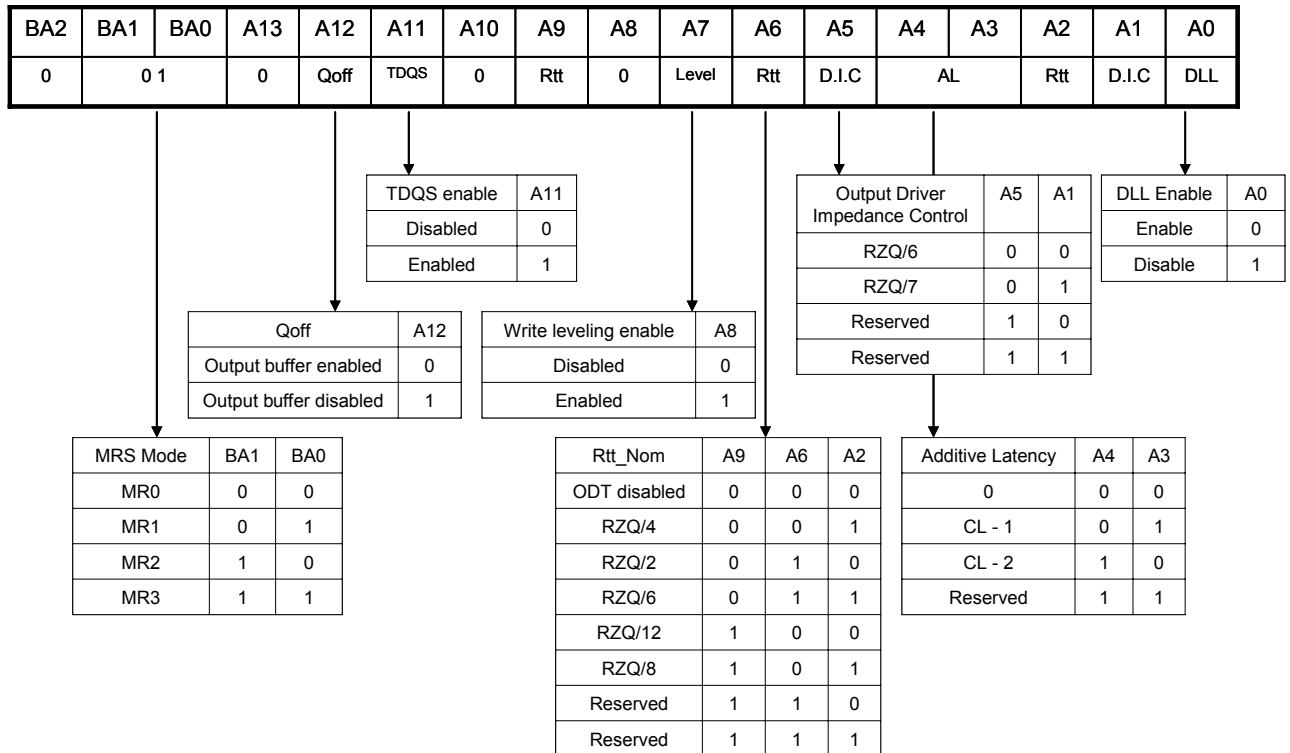 BA2 BA1 BA0 A13 A12 A11 A10 A9 A8 A7 A6 A5 A4 A3 A2 A1 A0
0 0 1 0 Qoff TDQS 0 Rtt 0 Level Rtt D.I.C AL Rtt D.I.C DLL
TDQS enable A11
Disabled 0
Enabled 1
Output Driver
Impedance Control A5 A1
RZQ/6 0 0
RZQ/7 0 1
Reserved 1 0
Reserved 1 1
DLL Enable A0
Enable 0
Disable 1
Qoff A12
Output buffer enabled 0
Output buffer disabled 1
Write leveling enable A8
Disabled 0
Enabled 1
MRS Mode BA1 BA0
MR0 0 0
MR1 0 1
MR2 1 0
MR3 1 1
Rtt_Nom A9 A6 A2
ODT disabled 0 0 0
RZQ/4 0 0 1
RZQ/2 0 1 0
RZQ/6 0 1 1
RZQ/12 1 0 0
RZQ/8 1 0 1
Reserved 1 1 0
Reserved 1 1 1
Additive Latency A4 A3
0 0 0
CL - 1 0 1
CL - 2 1 0
Reserved 1 1